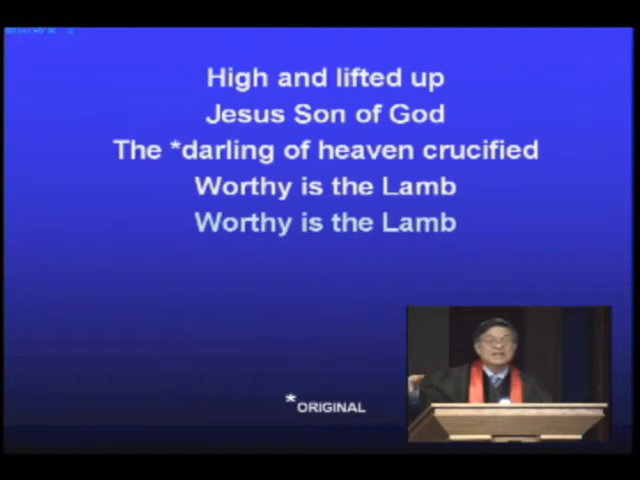 High and lifted up
Jesus Son of God
The *darling of heaven crucified
Worthy is the Lamb
Worthy is the Lamb
*ORIGINAL